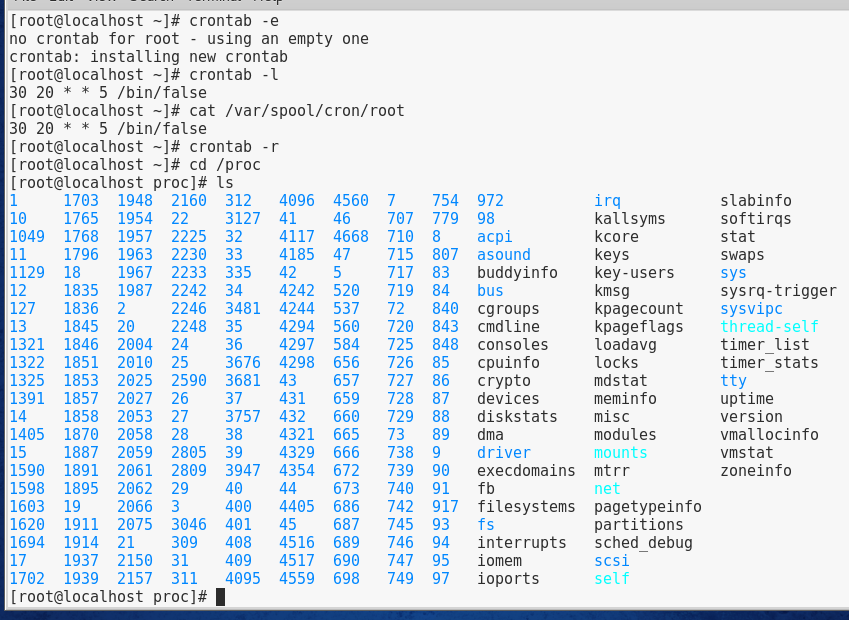 File Edit View Search Terminal Help
[root@localhost ~]# crontab -e
no crontab for root - using an empty one
crontab: installing new crontab
[root@localhost ~]# crontab -l
30 20 * * 5 /bin/false
[root@localhost ~]# cat /var/spool/cron/root
30 20 * * 5 /bin/false
[root@localhost ~]# crontab -r
[root@localhost ~]# cd /proc
[root@localhost proc]# ls
1     1703  1948  2160  312   4096  4560  7    754  972          irq           slabinfo
10    1765  1954  22    3127  41    46    707  779  98           kallsyms      softirqs
1049  1768  1957  2225  32    4117  4668  710  8    acpi         kcore         stat
11    1796  1963  2230  33    4185  47    715  807  asound       keys          swaps
1129  18    1967  2233  335   42    5     717  83   buddyinfo    key-users     sys
12    1835  1987  2242  34    4242  520   719  84   bus          kmsg          sysrq-trigger
127   1836  2     2246  3481  4244  537   72   840  cgroups      kpagecount    sysvipc
13    1845  20    2248  35    4294  560   720  843  cmdline      kpageflags    thread-self
1321  1846  2004  24    36    4297  584   725  848  consoles     loadavg       timer_list
1322  1851  2010  25    3676  4298  656   726  85   cpuinfo      locks         timer_stats
1325  1853  2025  2590  3681  43    657   727  86   crypto       mdstat        tty
1391  1857  2027  26    37    431   659   728  87   devices      meminfo       uptime
14    1858  2053  27    3757  432   660   729  88   diskstats    misc          version
1405  1870  2058  28    38    4321  665   73   89   dma          modules       vmallocinfo
15    1887  2059  2805  39    4329  666   738  9    driver       mounts        vmstat
1590  1891  2061  2809  3947  4354  672   739  90   execdomains  mtrr          zoneinfo
1598  1895  2062  29    40    44    673   740  91   fb           net
1603  19    2066  3     400   4405  686   742  917  filesystems  pagetypeinfo
1620  1911  2075  3046  401   45    687   745  93   fs           partitions
1694  1914  21    309   408   4516  689   746  94   interrupts   sched_debug
17    1937  2150  31    409   4517  690   747  95   iomem        scsi
1702  1939  2157  311   4095  4559  698   749  97   ioports      self
[root@localhost proc]#